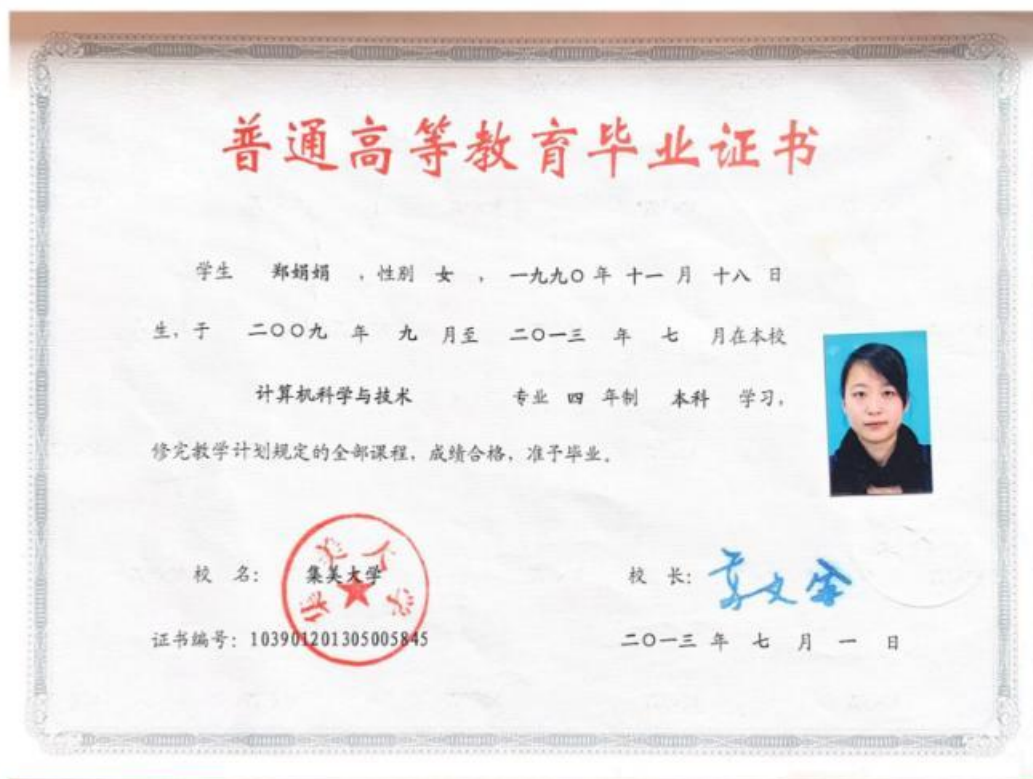 普通高等教育毕业证书
学生 郑娟娟 ，性别 女 ， 一九九〇 年 十一 月 十八 日
生，于 二〇〇九 年 九 月至 二〇一三 年 七 月在本校
计算机科学与技术 专业 四 年制 本科 学习，
修完教学计划规定的全部课程，成绩合格，准予毕业。
校 名： 集美大学 校 长：
证书编号：103901201305005845 二〇一三 年 七 月 一 日